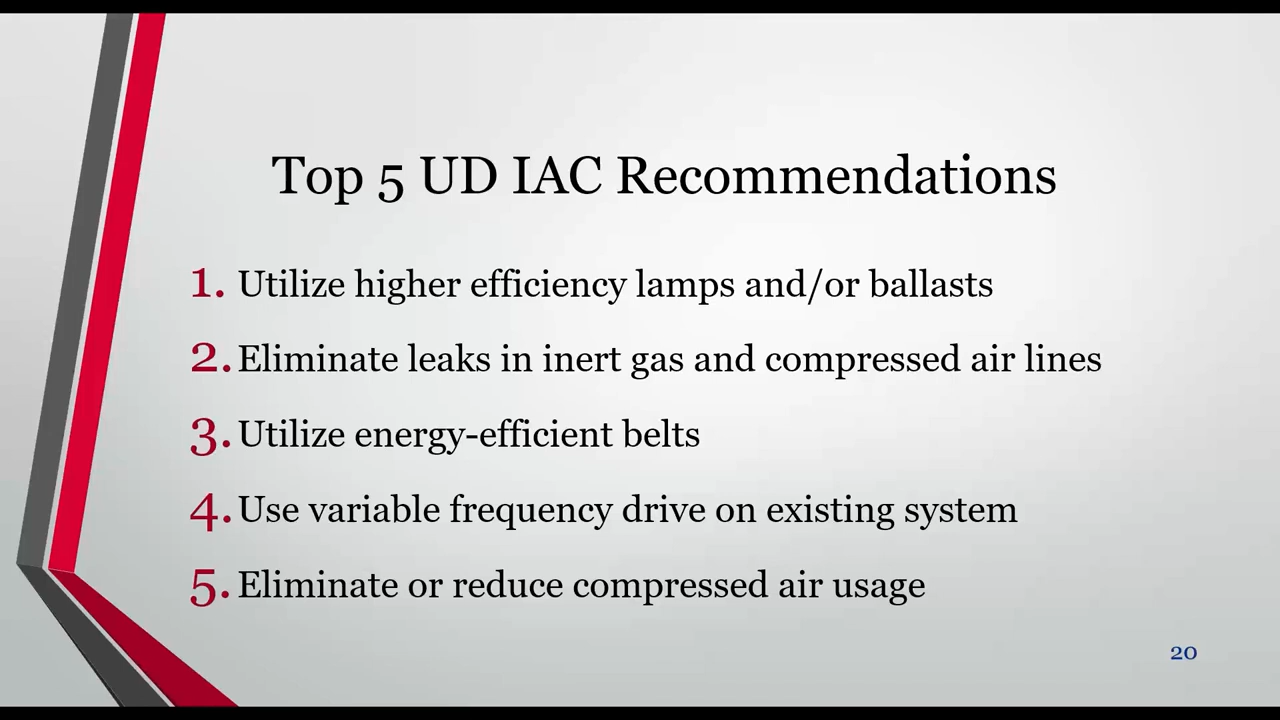 Top 5 UD IAC Recommendations
1. Utilize higher efficiency lamps and/or ballasts
2. Eliminate leaks in inert gas and compressed air lines
3. Utilize energy-efficient belts
4. Use variable frequency drive on existing system
5. Eliminate or reduce compressed air usage
20